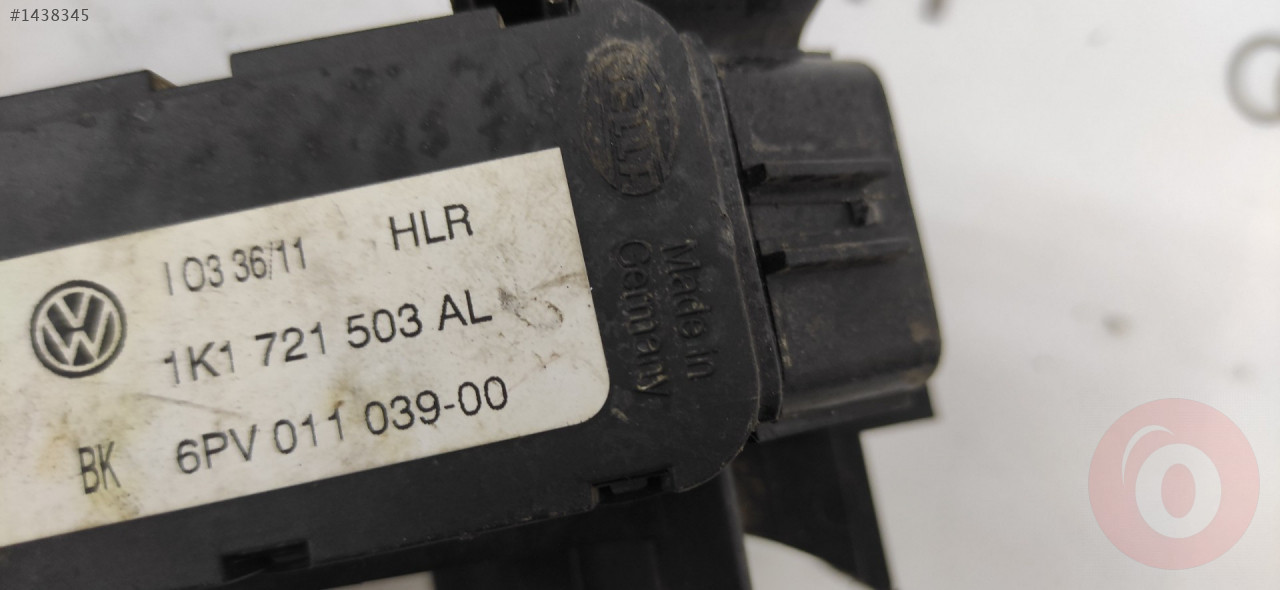 #1438345
I 03 36/11 HLR
1K1 721 503 AL
BK 6PV 011 039-00
HELLA
Made in
Germany